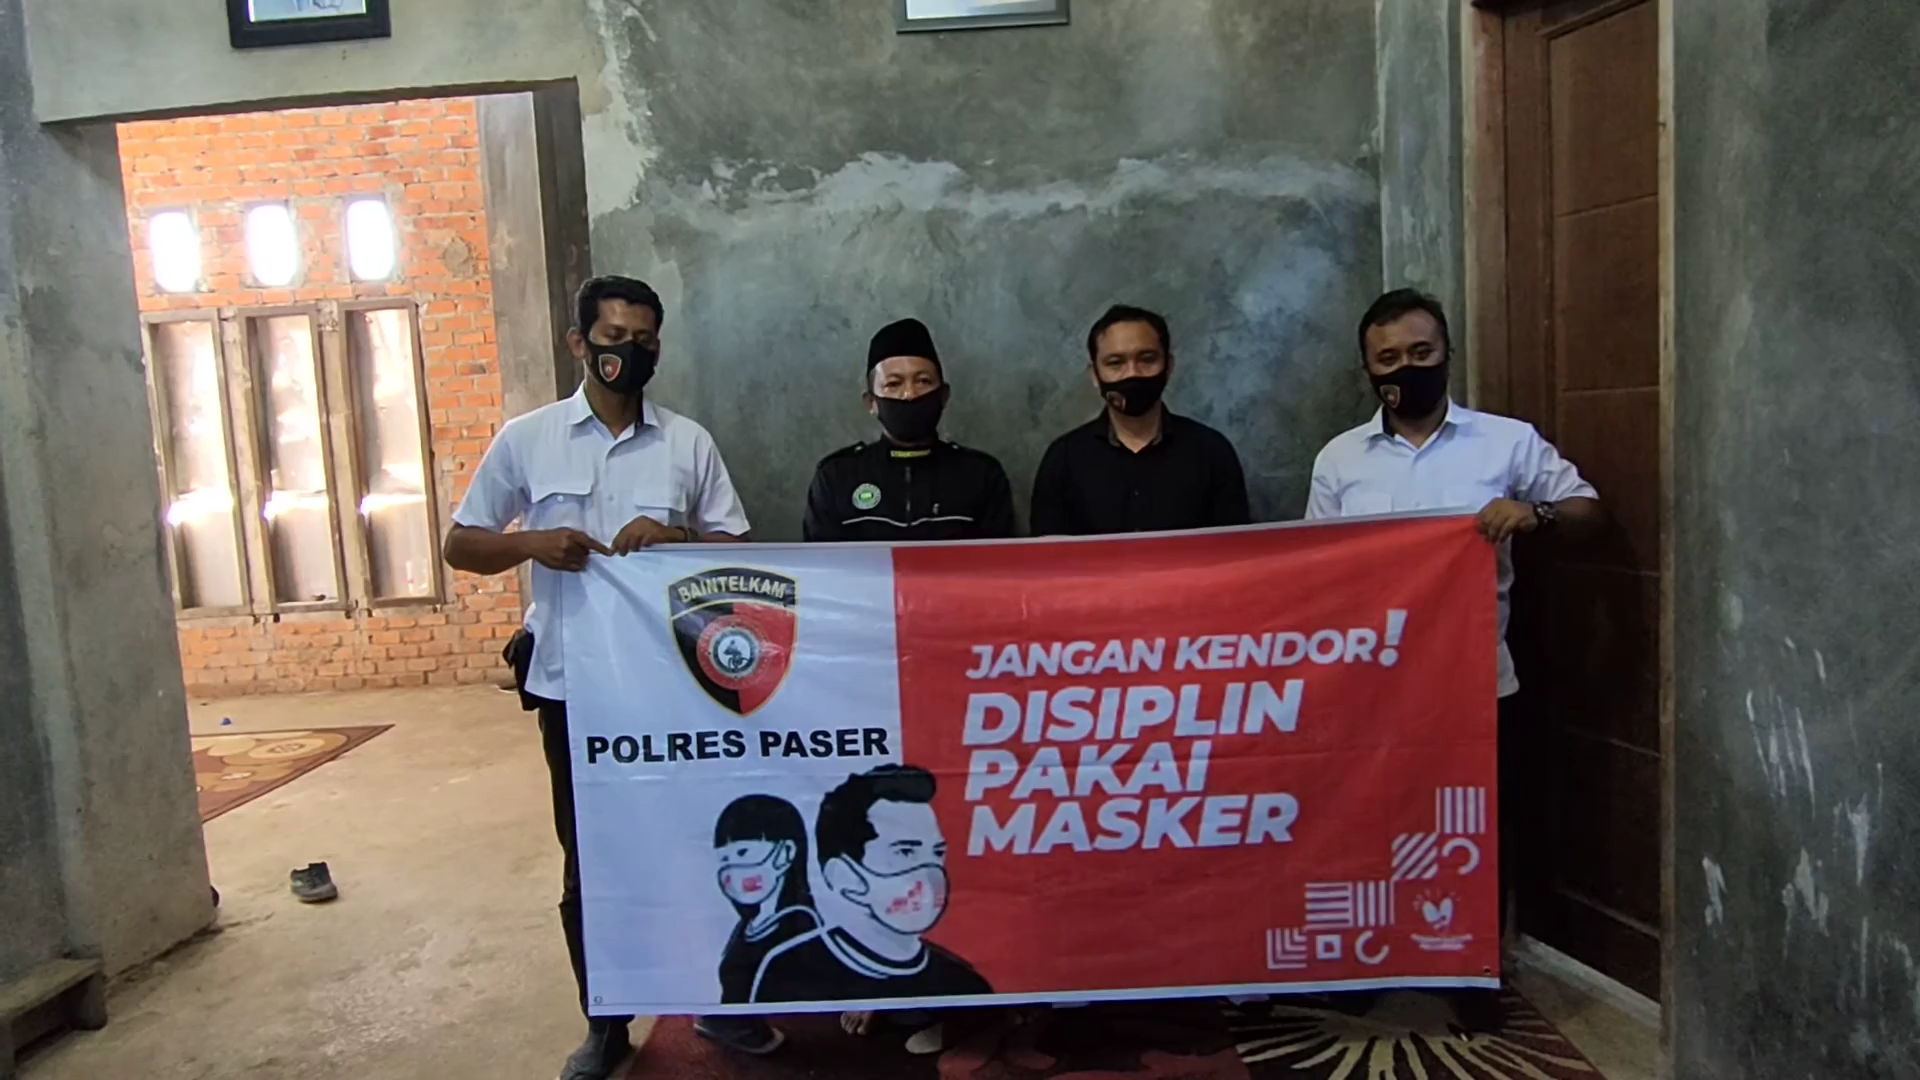 BAINTELKAM
POLRES PASER
JANGAN KENDOR!
DISIPLIN
PAKAI
MASKER